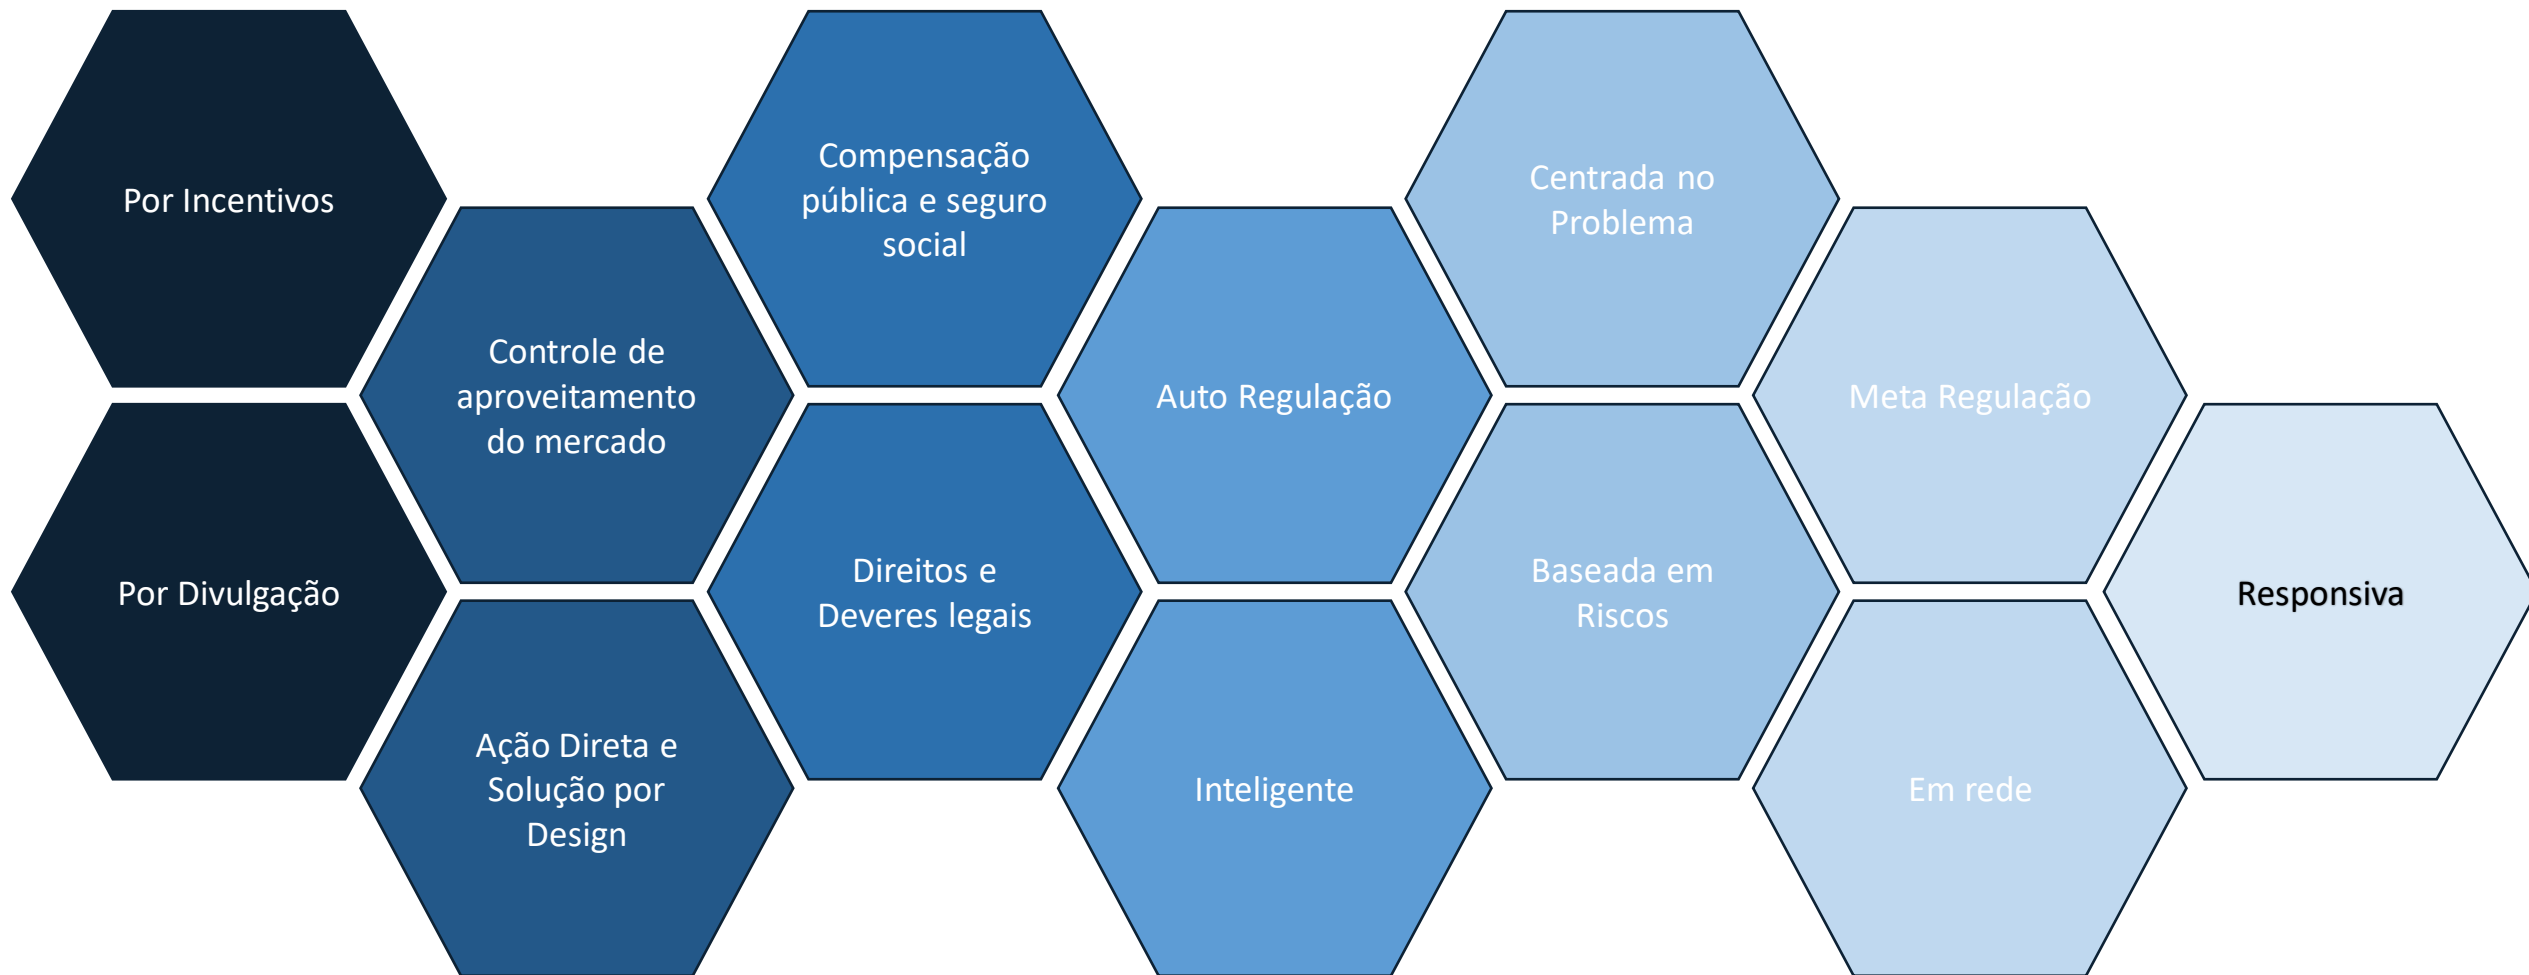 Por Incentivos
Por Divulgação
Controle de
aproveitamento
do mercado
Ação Direta e
Solução por
Design
Compensação
pública e seguro
social
Direitos e
Deveres legais
Auto Regulação
Inteligente
Centrada no
Problema
Baseada em
Riscos
Meta Regulação
Em rede
Responsiva